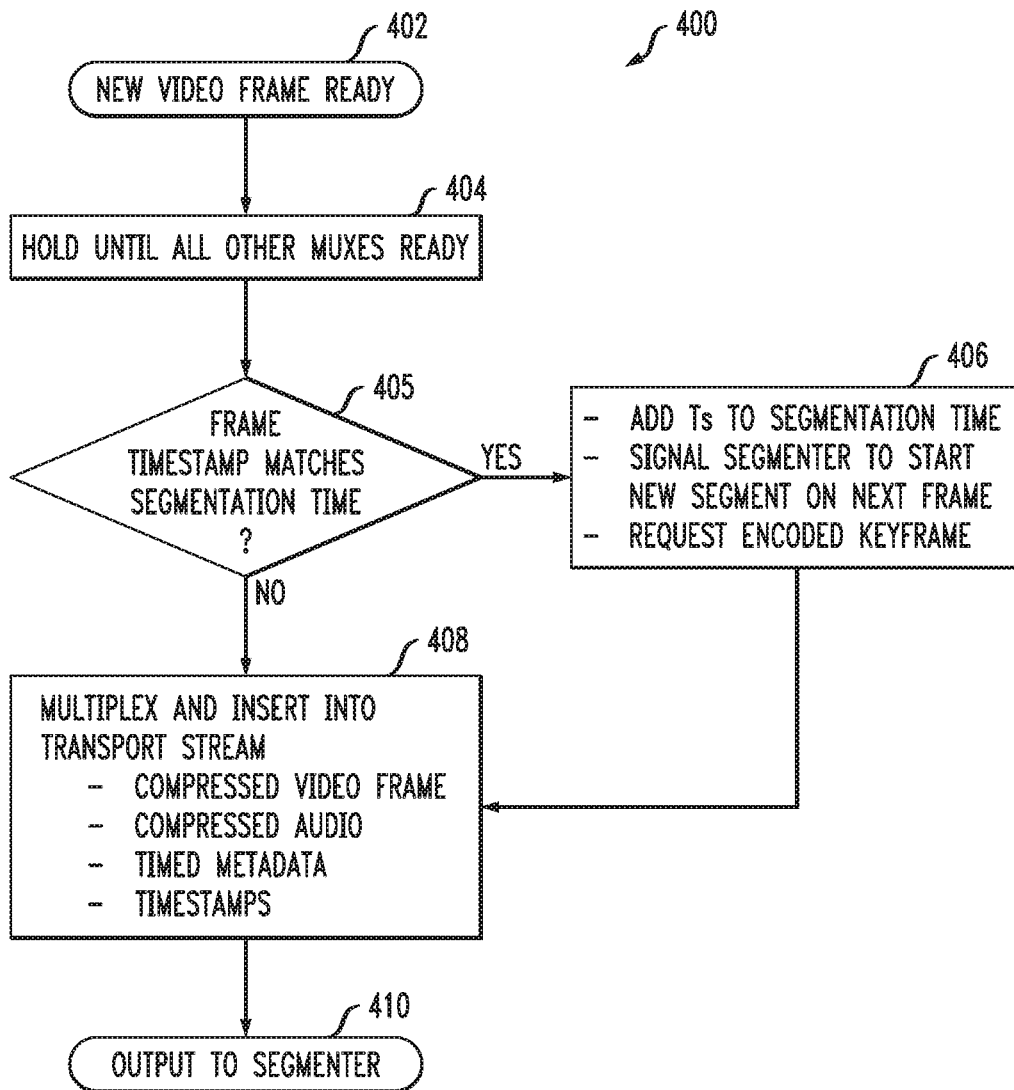 402
400
NEW VIDEO FRAME READY
404
HOLD UNTIL ALL OTHER MUXES READY
405
FRAME
TIMESTAMP MATCHES
SEGMENTATION TIME
?
YES
NO
406
- ADD Ts TO SEGMENTATION TIME
- SIGNAL SEGMENTER TO START
NEW SEGMENT ON NEXT FRAME
- REQUEST ENCODED KEYFRAME
408
MULTIPLEX AND INSERT INTO
TRANSPORT STREAM
- COMPRESSED VIDEO FRAME
- COMPRESSED AUDIO
- TIMED METADATA
- TIMESTAMPS
410
OUTPUT TO SEGMENTER